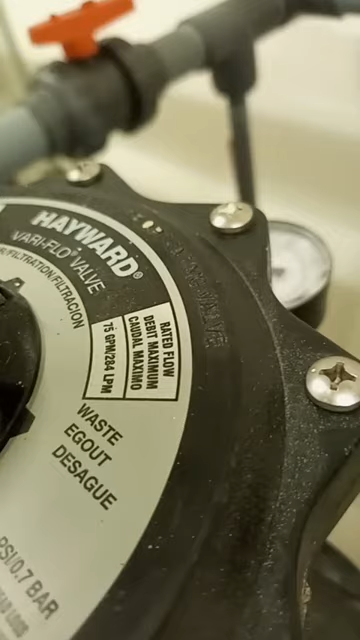 HAYWARD®
VARI-FLO® VALVE
/FILTRATION/FILTRACION
RATED FLOW
DEBIT MAXIMUM
CAUDAL MAXIMO
75 GPM/284 LPM
WASTE
EGOUT
DESAGUE
PSI/0.7 BAR
VALVE